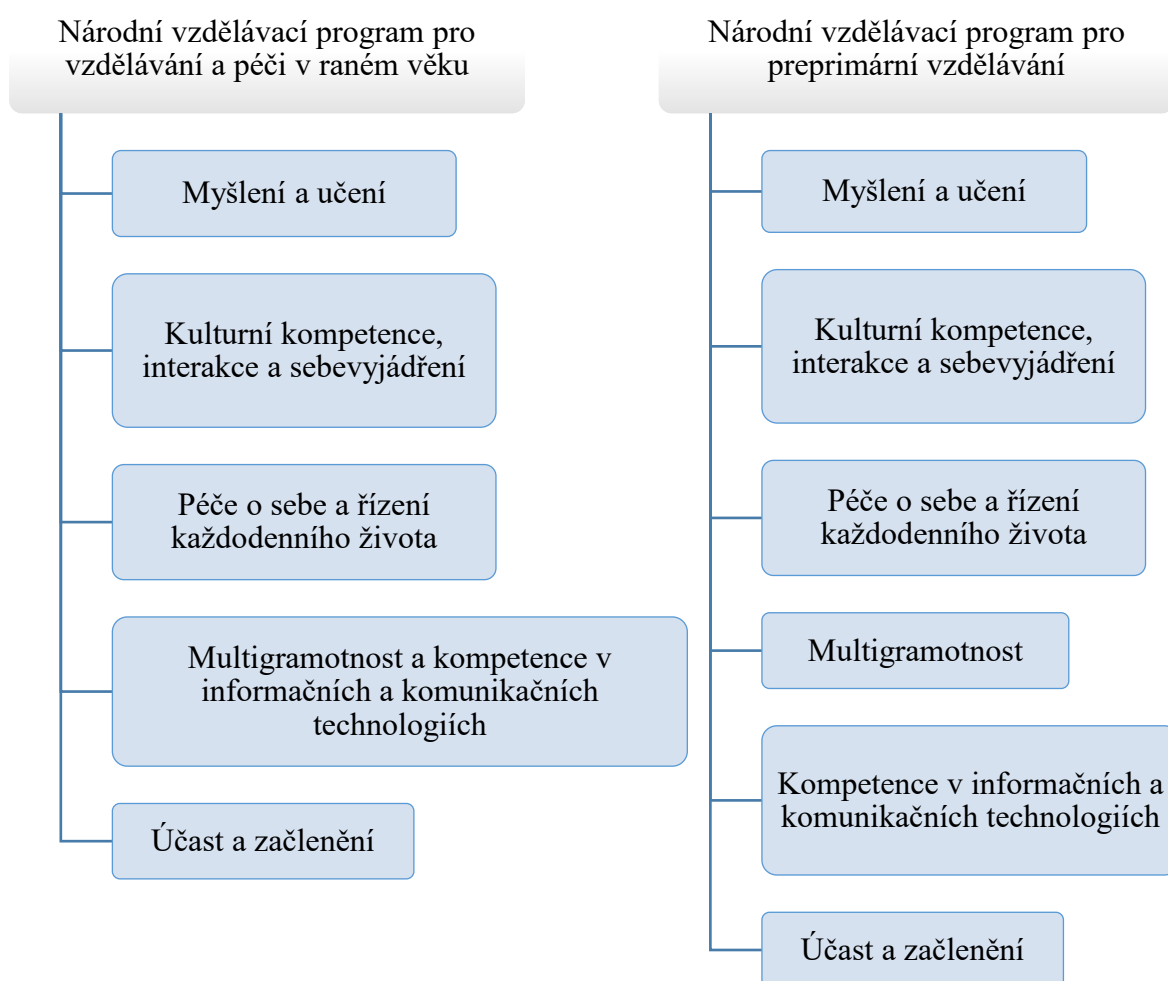 Národní vzdělávací program pro
vzdělávání a péči v raném věku
Myšlení a učení
Kulturní kompetence,
interakce a sebevyjádření
Péče o sebe a řízení
každodenního života
Multigramotnost a kompetence v
informačních a komunikačních
technologiích
Účast a začlenění
Národní vzdělávací program pro
preprimární vzdělávání
Myšlení a učení
Kulturní kompetence,
interakce a sebevyjádření
Péče o sebe a řízení
každodenního života
Multigramotnost
Kompetence v informačních a
komunikačních technologiích
Účast a začlenění